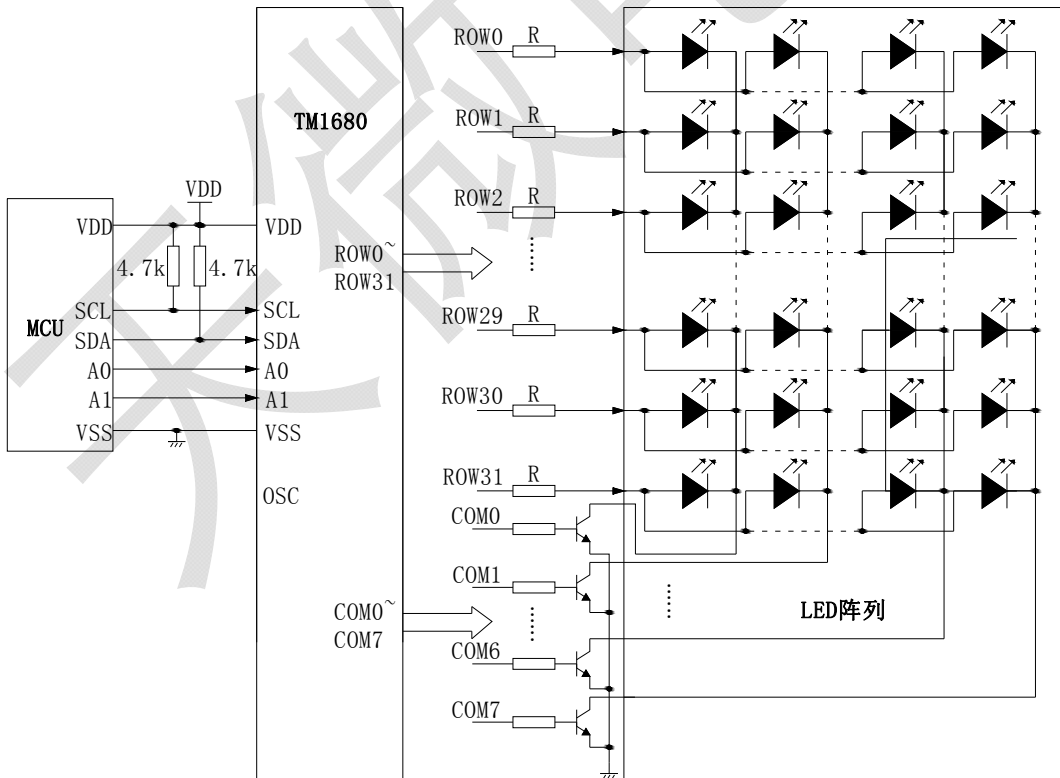 VDD
MCU
VDD
SCL
SDA
A0
A1
VSS
4.7k
4.7k
TM1680
VDD
SCL
SDA
A0
A1
VSS
OSC
ROW0~
ROW31
COM0~
COM7
ROW0
R
ROW1
R
ROW2
R
ROW29
R
ROW30
R
ROW31
R
COM0
COM1
COM6
COM7
LED阵列
天微